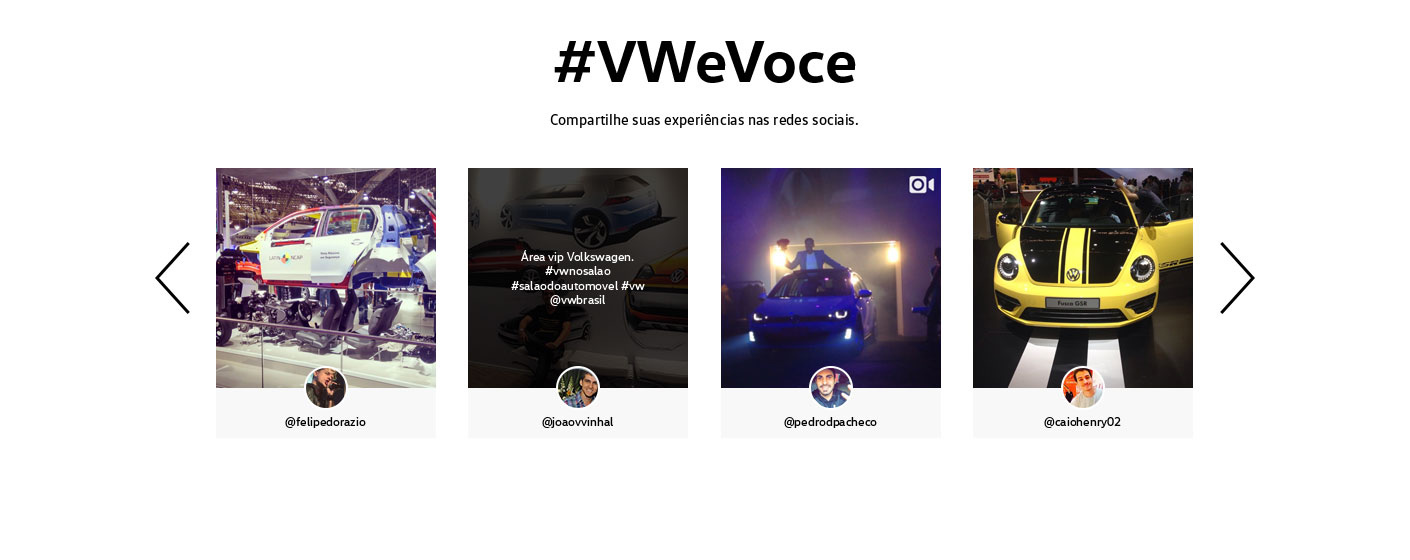 #VWeVoce
Compartilhe suas experiências nas redes sociais.
LATIN NCAP
Área vip Volkswagen.
#vwnosalao
#salaodoautomovel #vw
@vwbrasil
Fusca GSR
GSR
@felipedorazio
@joaovvinhal
@pedrodpacheco
@caiohenry02